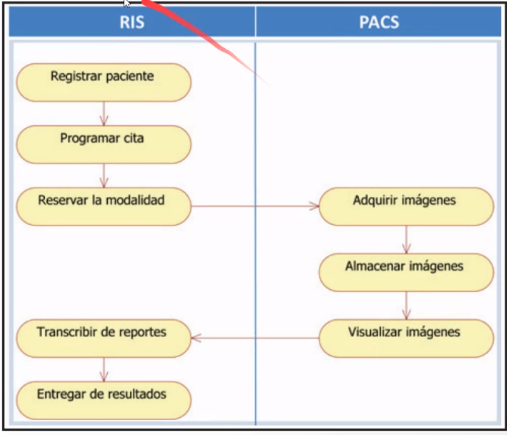 RIS
PACS
Registrar paciente
Programar cita
Reservar la modalidad
Adquirir imágenes
Almacenar imágenes
Visualizar imágenes
Transcribir de reportes
Entregar de resultados